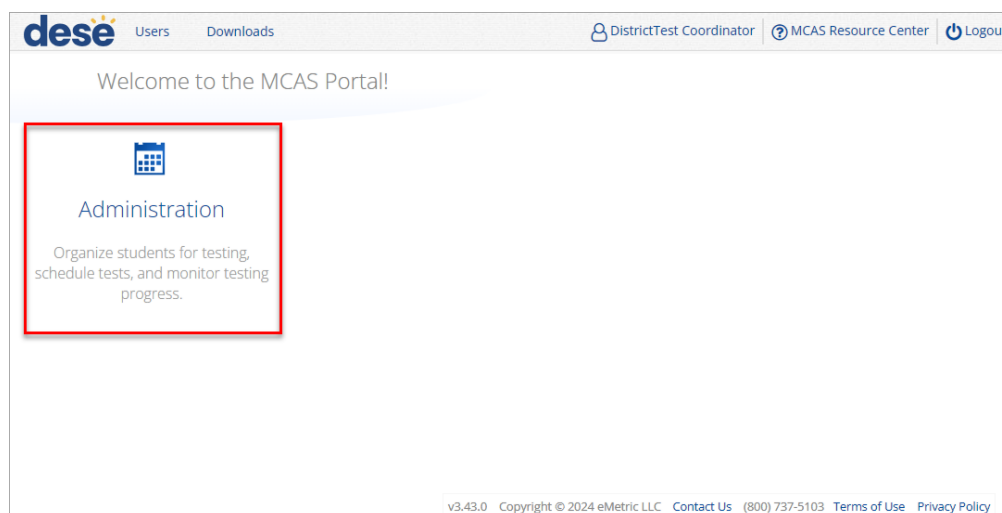 dese Users Downloads DistrictTest Coordinator MCAS Resource Center Logou
Welcome to the MCAS Portal!
Administration
Organize students for testing,
schedule tests, and monitor testing
progress.
v3.43.0 Copyright © 2024 eMetric LLC Contact Us (800) 737-5103 Terms of Use Privacy Policy